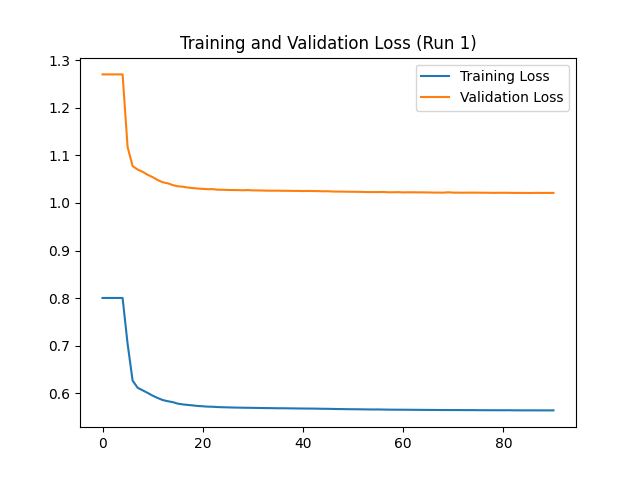 Training and Validation Loss (Run 1)
Training Loss
Validation Loss
1.3
1.2
1.1
1.0
0.9
0.8
0.7
0.6
0 20 40 60 80